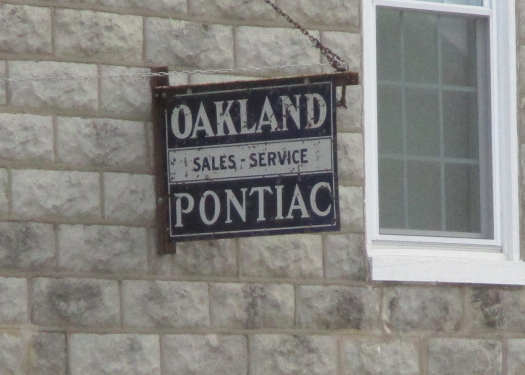 OAKLAND
SALES - SERVICE
PONTIAC